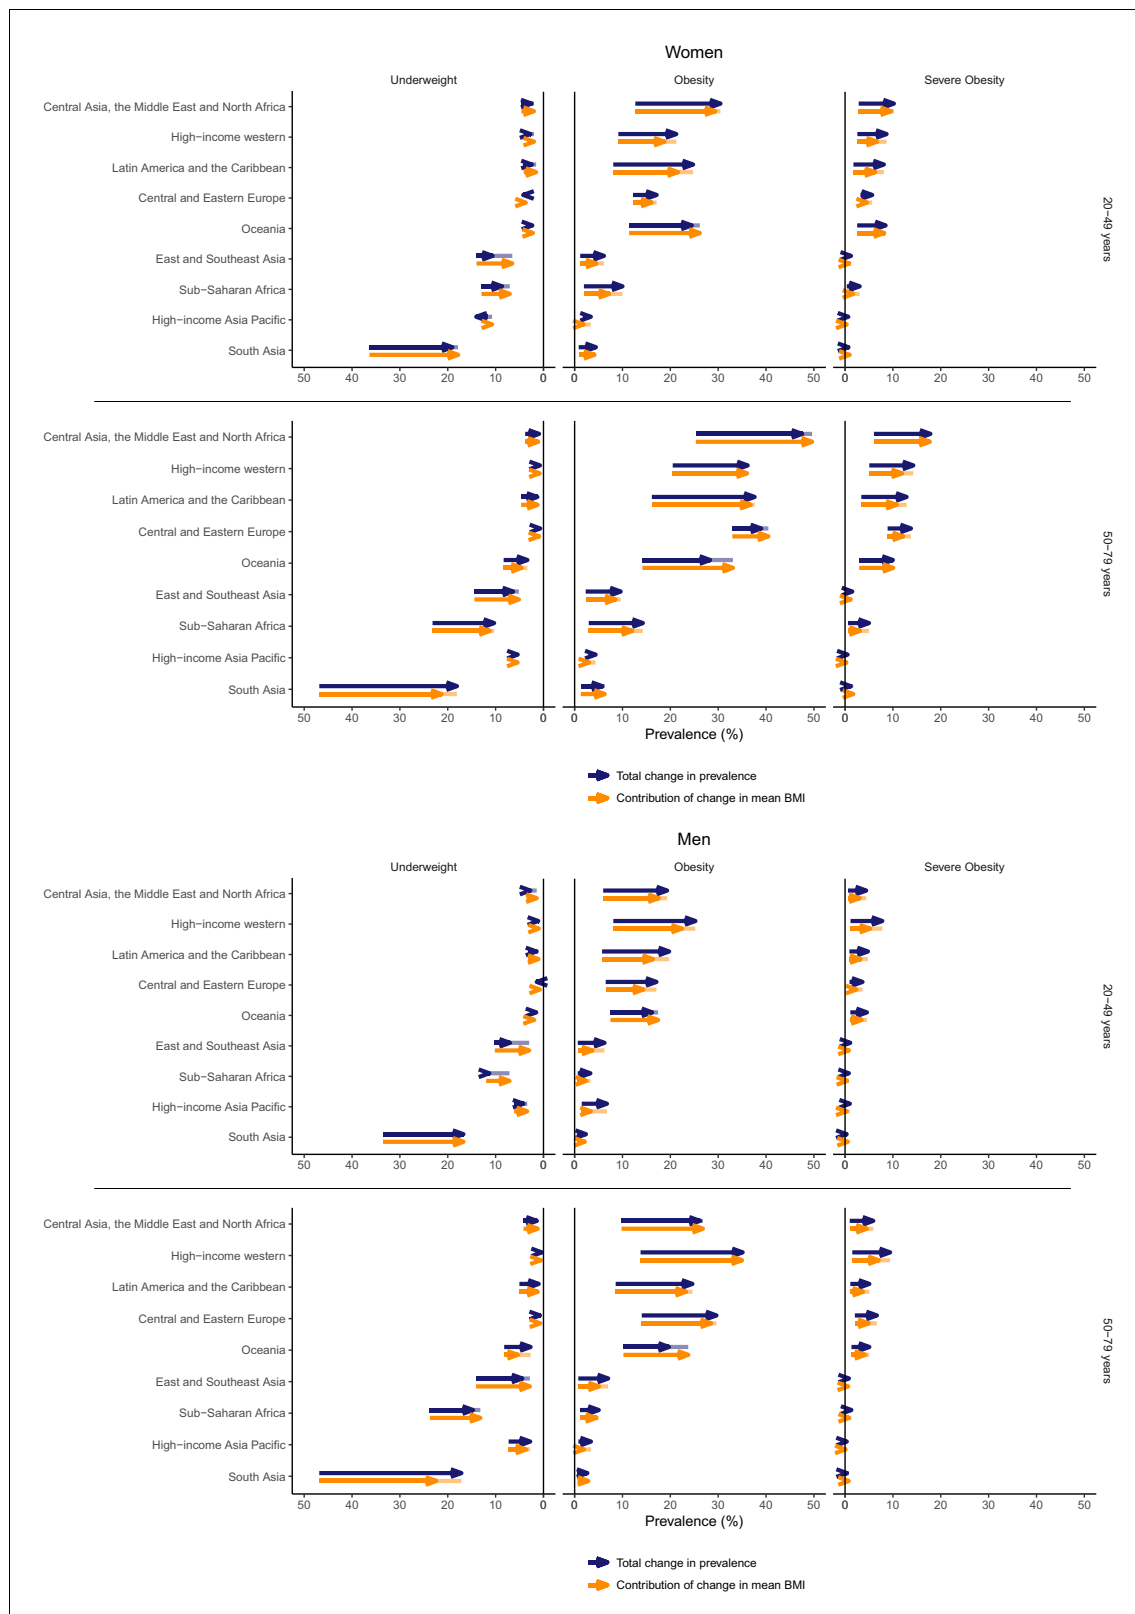 Women
Underweight Obesity Severe Obesity
Central Asia, the Middle East and North Africa
High−income western
Latin America and the Caribbean
Central and Eastern Europe
Oceania
East and Southeast Asia
Sub−Saharan Africa
High−income Asia Pacific
South Asia
20−49 years
50 40 30 20 10 0 0 10 20 30 40 50 0 10 20 30 40 50
Central Asia, the Middle East and North Africa
High−income western
Latin America and the Caribbean
Central and Eastern Europe
Oceania
East and Southeast Asia
Sub−Saharan Africa
High−income Asia Pacific
South Asia
50−79 years
50 40 30 20 10 0 0 10 20 30 40 50 0 10 20 30 40 50
Prevalence (%)
Total change in prevalence
Contribution of change in mean BMI
Men
Underweight Obesity Severe Obesity
Central Asia, the Middle East and North Africa
High−income western
Latin America and the Caribbean
Central and Eastern Europe
Oceania
East and Southeast Asia
Sub−Saharan Africa
High−income Asia Pacific
South Asia
20−49 years
50 40 30 20 10 0 0 10 20 30 40 50 0 10 20 30 40 50
Central Asia, the Middle East and North Africa
High−income western
Latin America and the Caribbean
Central and Eastern Europe
Oceania
East and Southeast Asia
Sub−Saharan Africa
High−income Asia Pacific
South Asia
50−79 years
50 40 30 20 10 0 0 10 20 30 40 50 0 10 20 30 40 50
Prevalence (%)
Total change in prevalence
Contribution of change in mean BMI